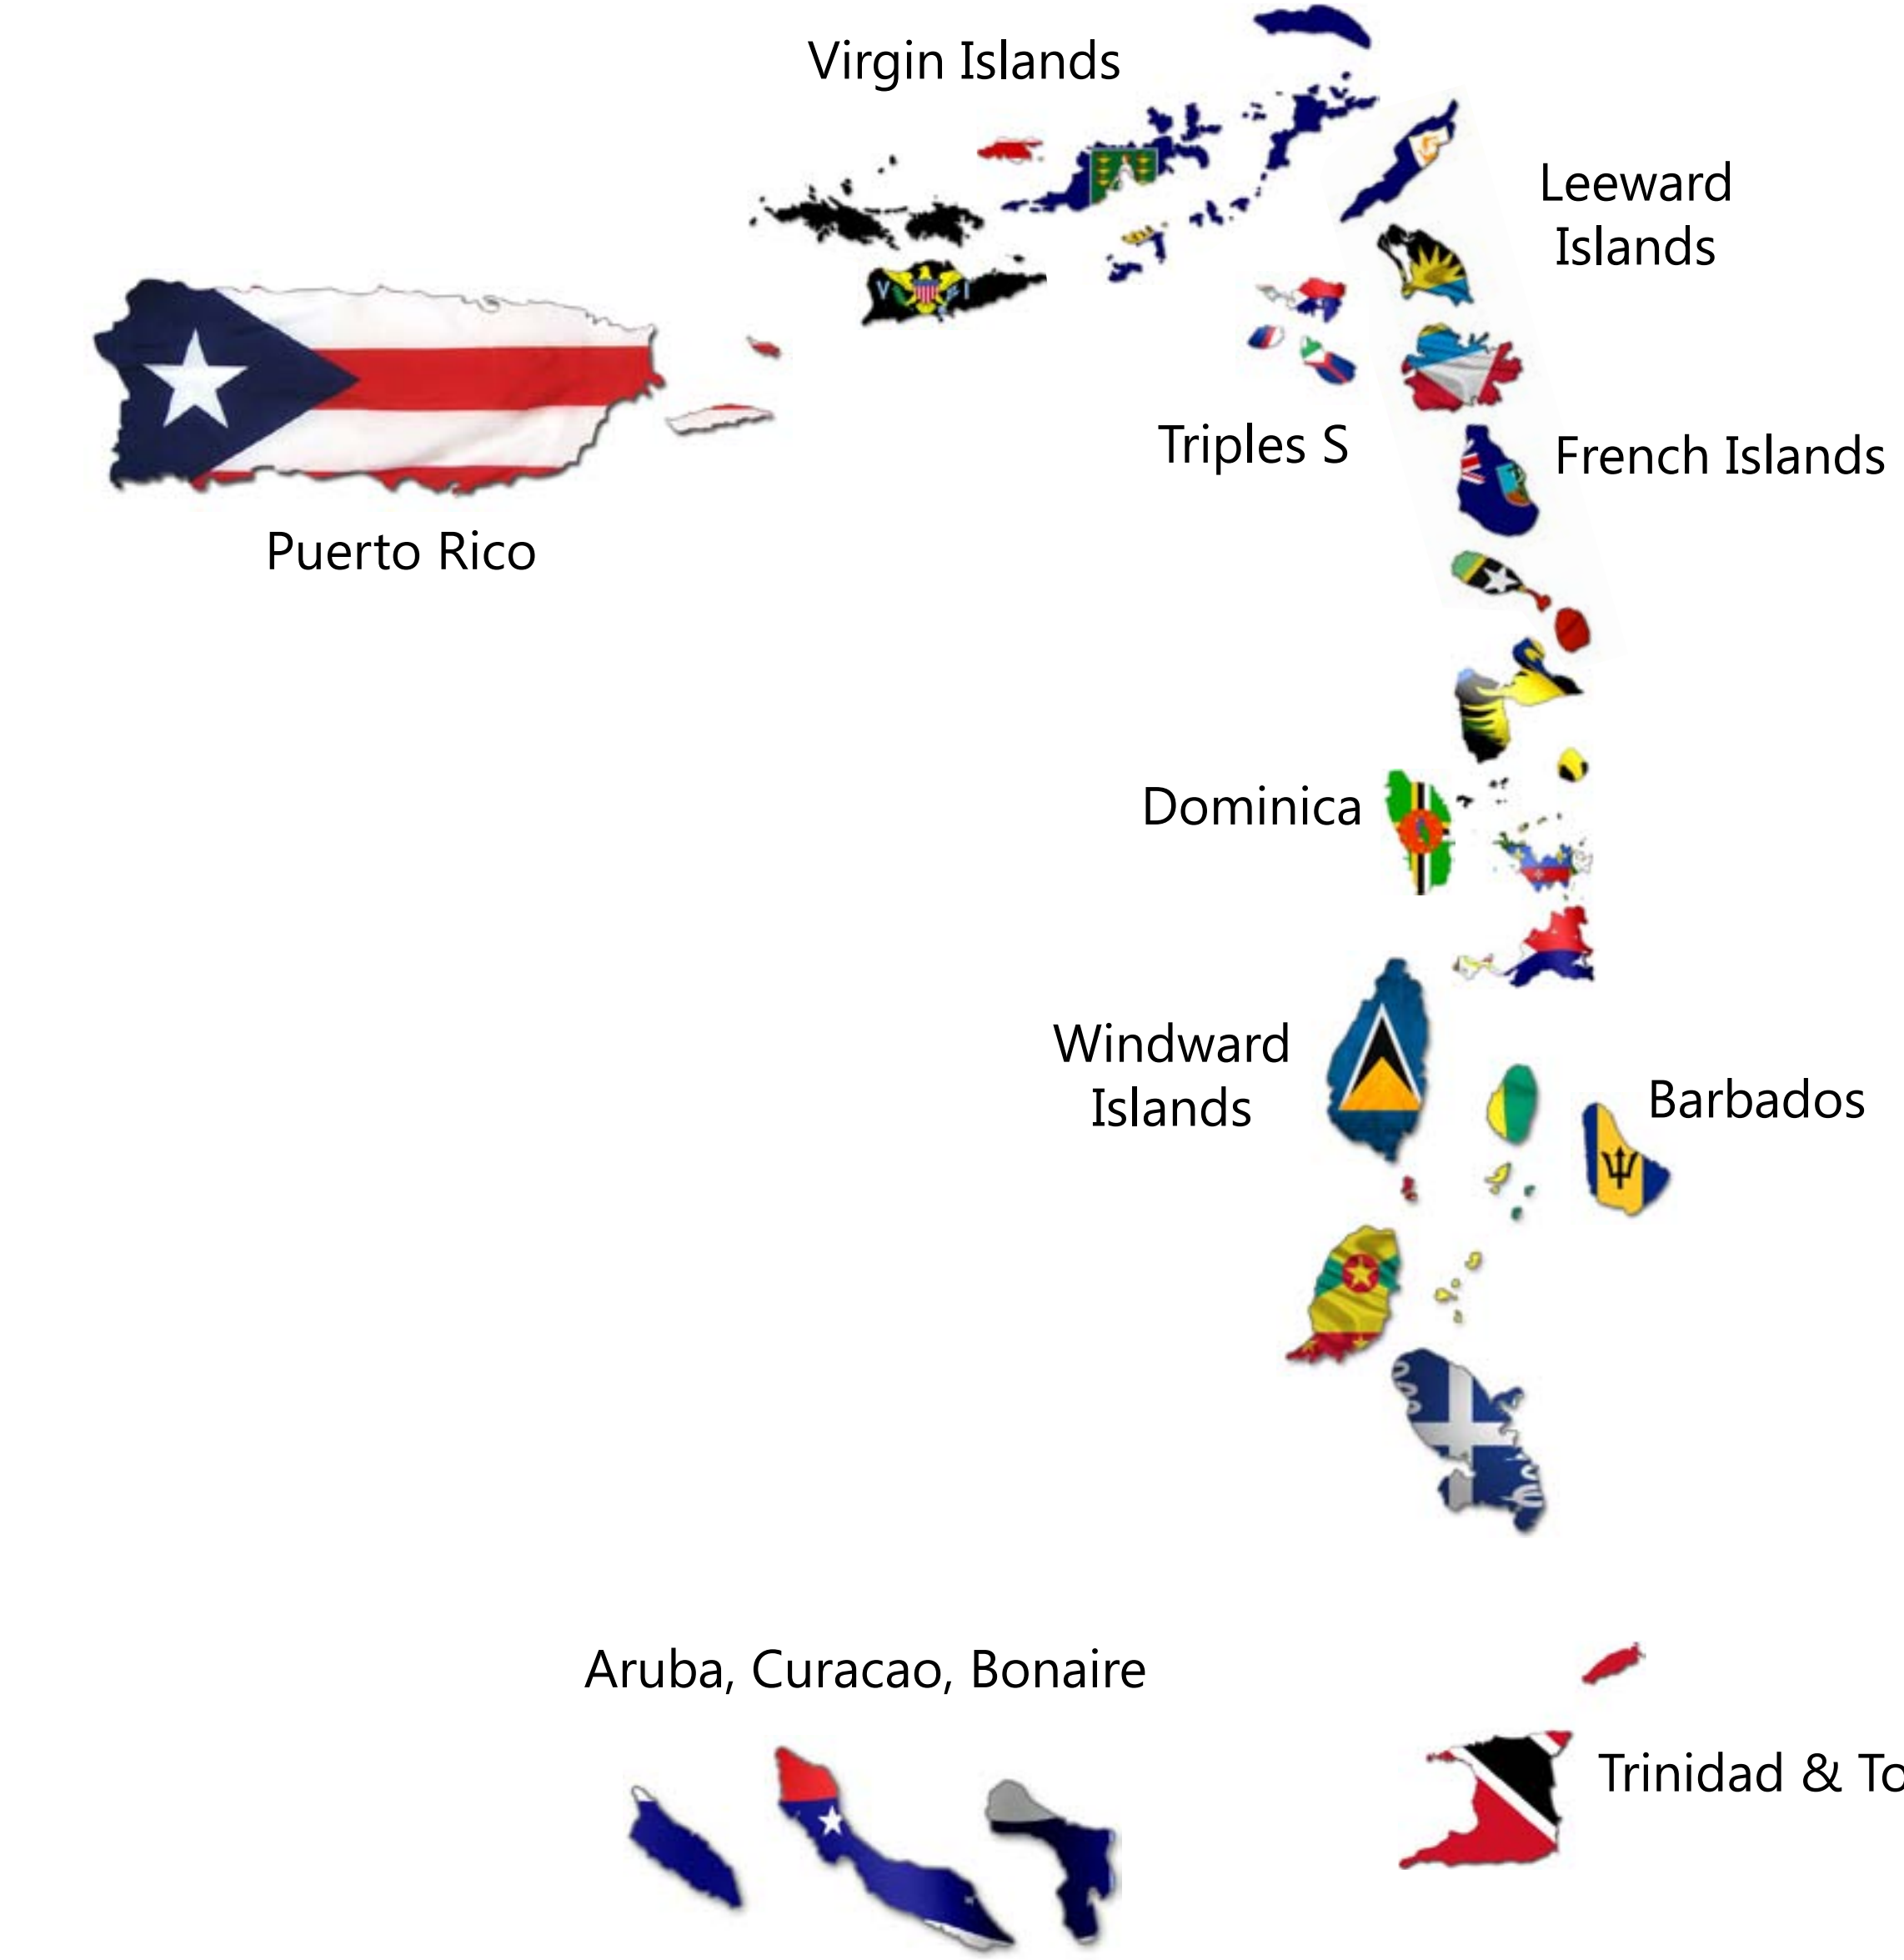 Virgin Islands
Leeward
Islands
V I
Puerto Rico
Triples S
French Islands
Dominica
Windward
Islands
Barbados
Aruba, Curacao, Bonaire
Trinidad & To